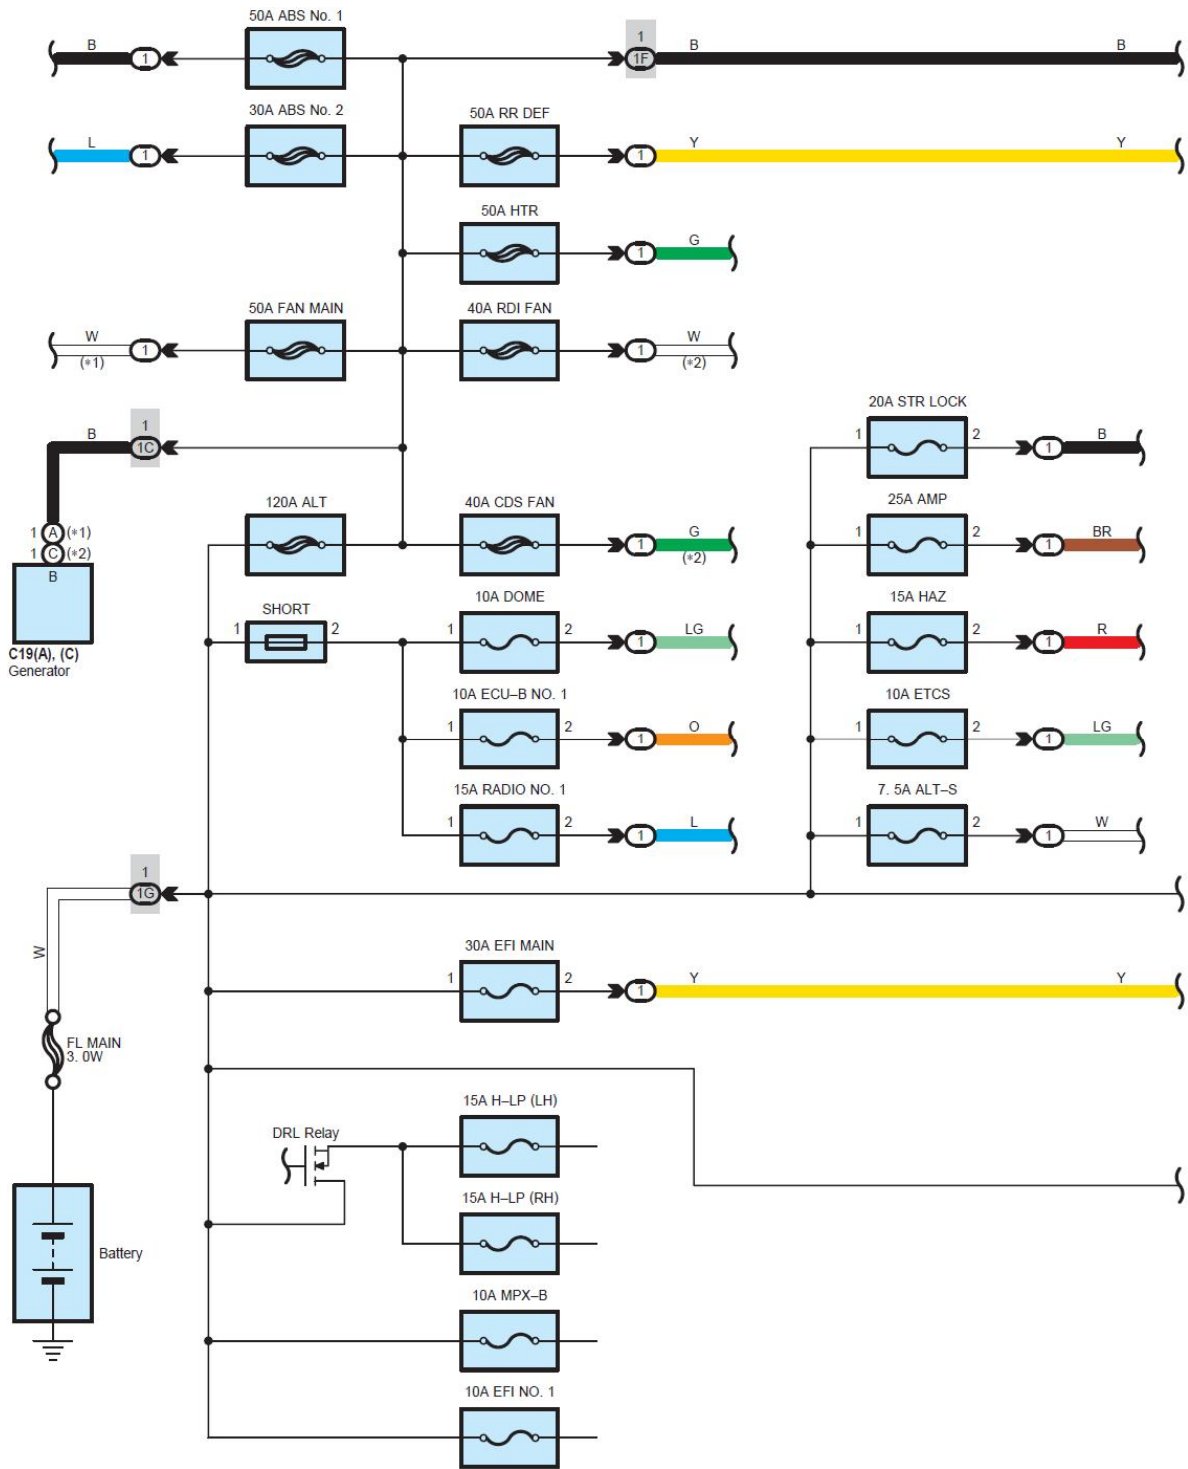 50A ABS No. 1
1
B
1
1F
B
B
30A ABS No. 2
50A RR DEF
L
1
1
Y
Y
50A HTR
1
G
50A FAN MAIN
40A RDI FAN
W
(*1)
1
1
W
(*2)
20A STR LOCK
1
B
1C
1
2
1
B
120A ALT
40A CDS FAN
25A AMP
1
A
(*1)
1
C
(*2)
B
1
G
(*2)
1
2
1
BR
C19(A), (C)
Generator
SHORT
10A DOME
15A HAZ
1
2
1
2
1
LG
1
2
1
R
10A ECU–B NO. 1
10A ETCS
1
2
1
O
1
2
1
LG
15A RADIO NO. 1
7. 5A ALT–S
1
2
1
L
1
2
1
W
1
1G
W
30A EFI MAIN
1
2
1
Y
Y
FL MAIN
3. 0W
15A H–LP (LH)
DRL Relay
15A H–LP (RH)
Battery
10A MPX–B
10A EFI NO. 1